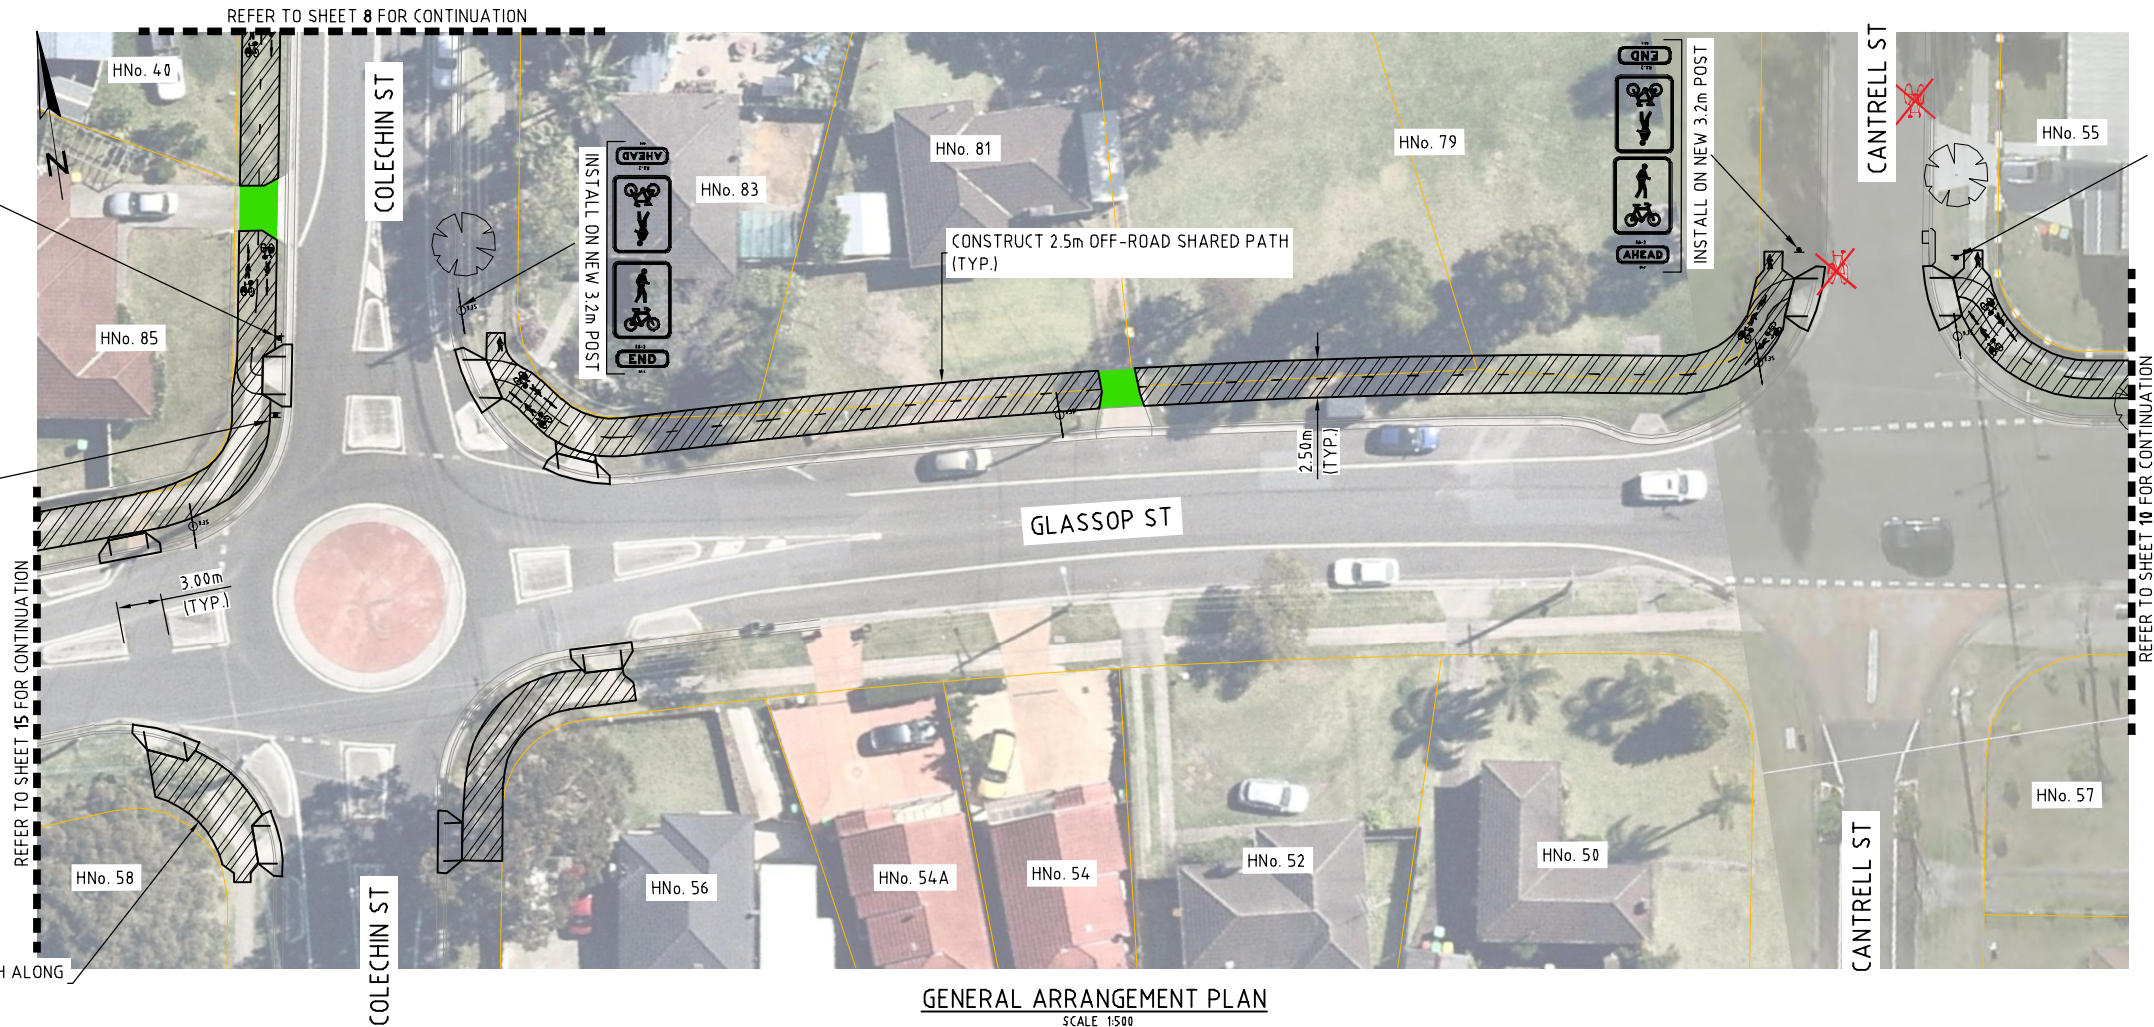 REFER TO SHEET 8 FOR CONTINUATION
HNo. 40
COLECHIN ST
CANTRELL ST
HNo. 55
N
HNo. 83
HNo. 81
HNo. 79
AHEAD
END
INSTALL ON NEW 3.2m POST
END
AHEAD
INSTALL ON NEW 3.2m POST
CONSTRUCT 2.5m OFF-ROAD SHARED PATH
(TYP.)
HNo. 85
2.50m
(TYP.)
GLASSOP ST
3.00m
(TYP.)
REFER TO SHEET 15 FOR CONTINUATION
REFER TO SHEET 10 FOR CONTINUATION
HNo. 58
HNo. 56
HNo. 54A
HNo. 54
HNo. 52
HNo. 50
HNo. 57
COLECHIN ST
CANTRELL ST
H ALONG
GENERAL ARRANGEMENT PLAN
SCALE 1:500